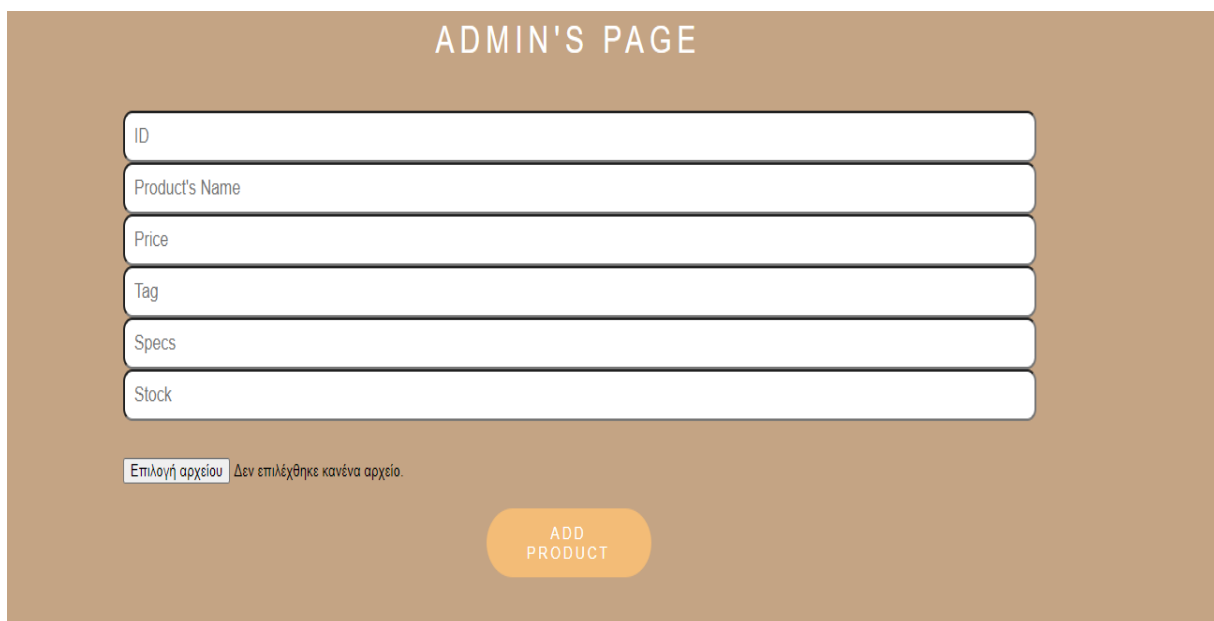 ADMIN'S PAGE
ID
Product's Name
Price
Tag
Specs
Stock
Επιλογή αρχείου Δεν επιλέχθηκε κανένα αρχείο.
ADD
PRODUCT